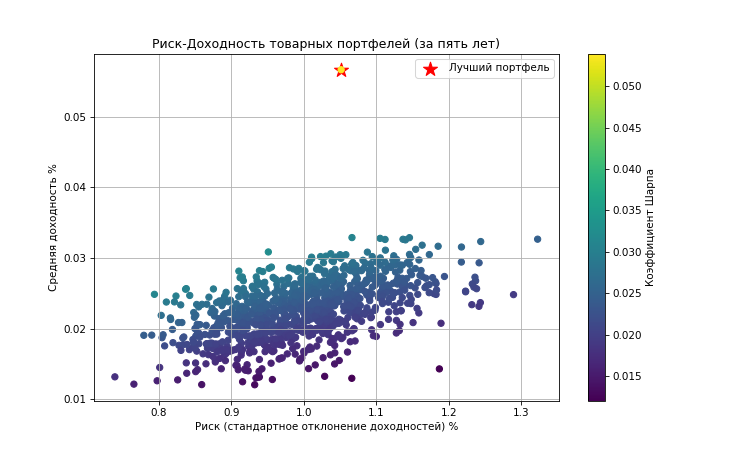 Риск-Доходность товарных портфелей (за пять лет)
Лучший портфель
Средняя доходность %
0.05
0.04
0.03
0.02
0.01
0.8 0.9 1.0 1.1 1.2 1.3
Риск (стандартное отклонение доходностей) %
0.050
0.045
0.040
0.035
0.030
0.025
0.020
0.015
Коэффициент Шарпа